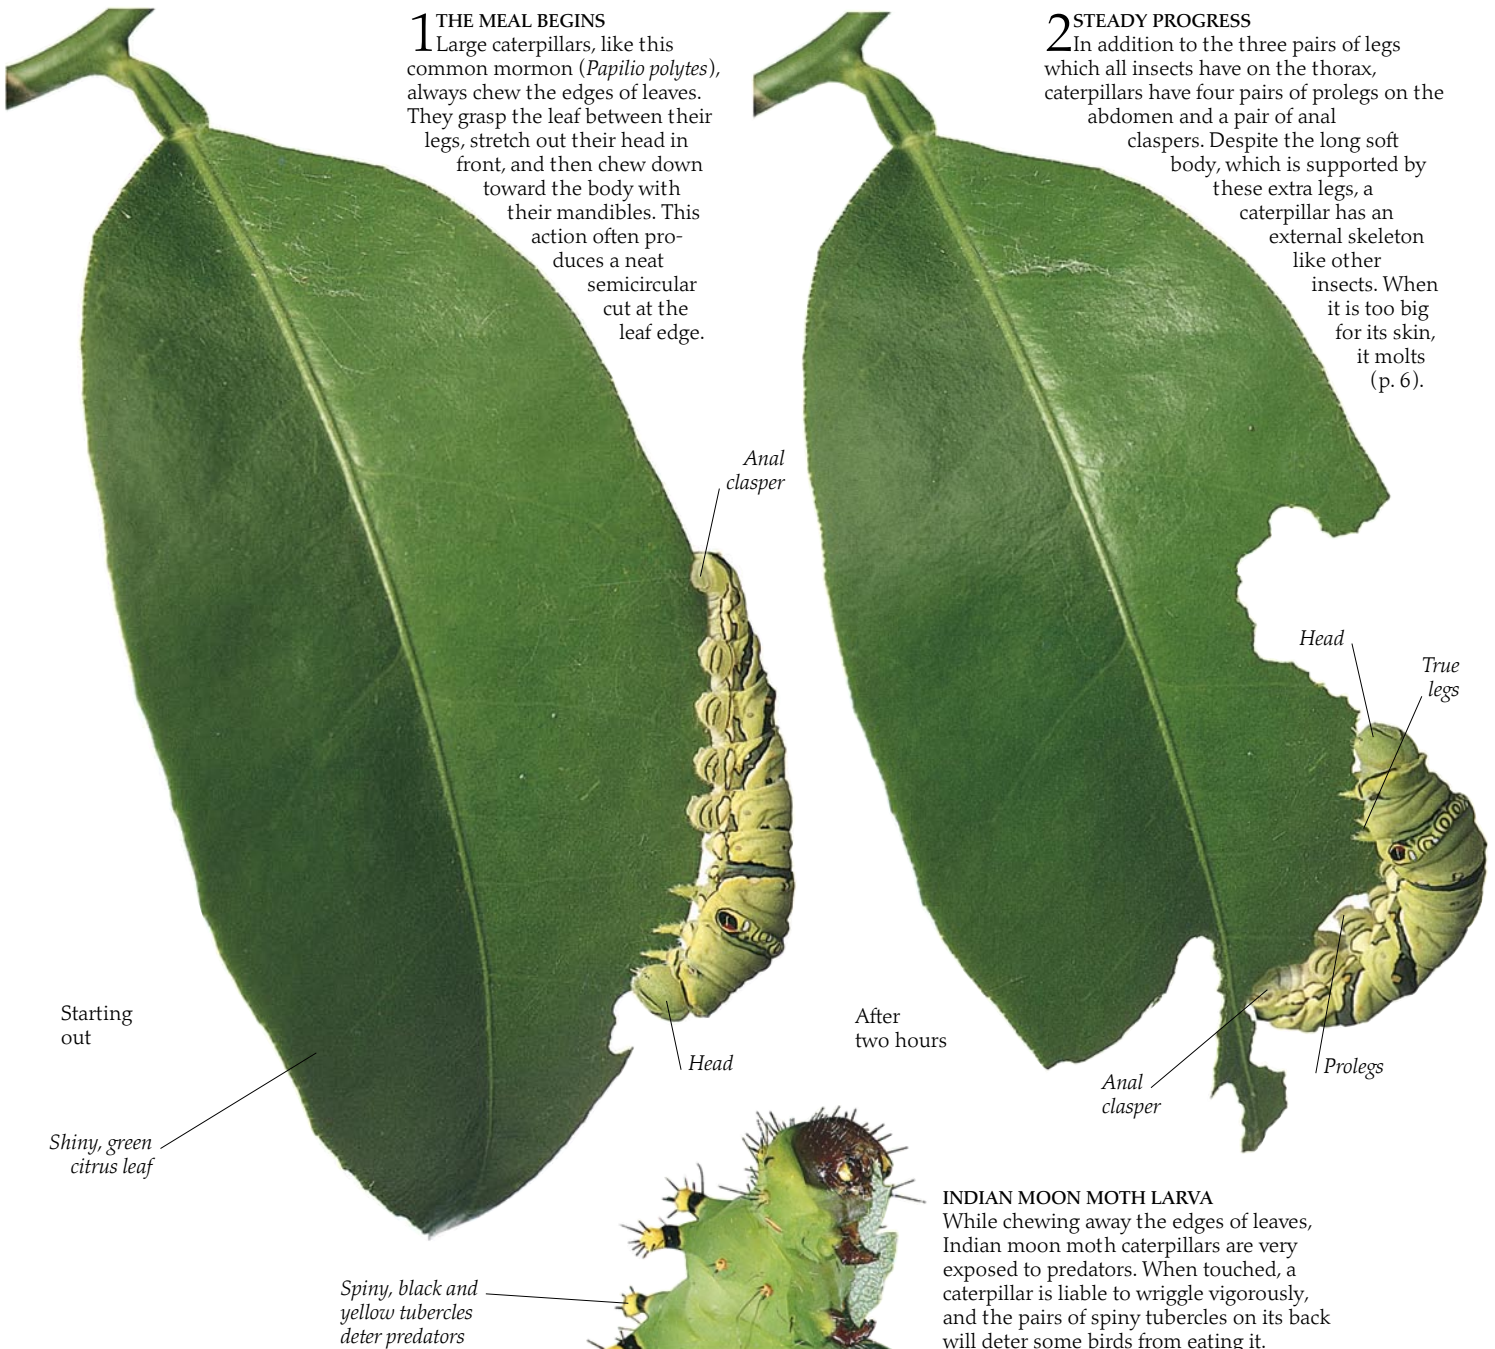 1 THE MEAL BEGINS
Large caterpillars, like this
common mormon (Papilio polytes),
always chew the edges of leaves.
They grasp the leaf between their
legs, stretch out their head in
front, and then chew down
toward the body with
their mandibles. This
action often pro-
duces a neat
semicircular
cut at the
leaf edge.
2 STEADY PROGRESS
In addition to the three pairs of legs
which all insects have on the thorax,
caterpillars have four pairs of prolegs on the
abdomen and a pair of anal
claspers. Despite the long soft
body, which is supported by
these extra legs, a
caterpillar has an
external skeleton
like other
insects. When
it is too big
for its skin,
it molts
(p. 6).
Anal
clasper
Head
True
legs
Starting
out
Head
Shiny, green
citrus leaf
After
two hours
Anal
clasper
Prolegs
Spiny, black and
yellow tubercles
deter predators
INDIAN MOON MOTH LARVA
While chewing away the edges of leaves,
Indian moon moth caterpillars are very
exposed to predators. When touched, a
caterpillar is liable to wriggle vigorously,
and the pairs of spiny tubercles on its back
will deter some birds from eating it.